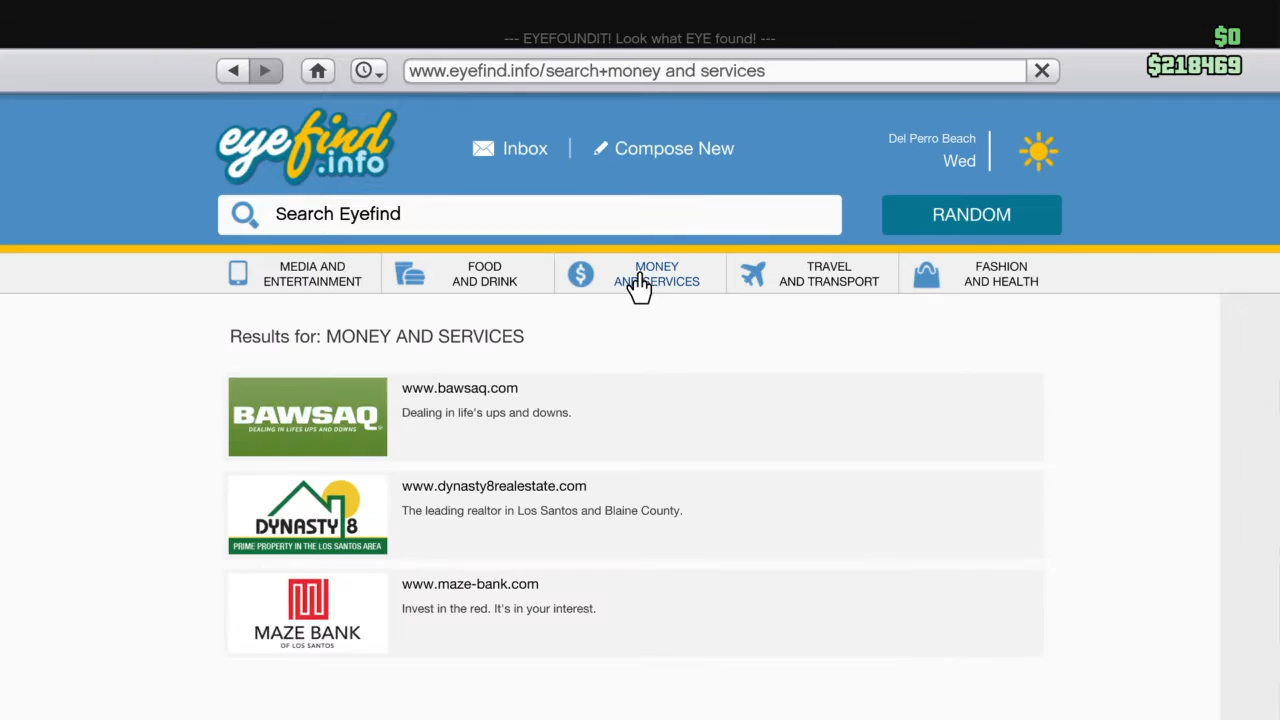 --- EYEFOUNDIT! Look what EYE found! ---
$0
$218469
www.eyefind.info/search+money and services
eyefind
.info
Inbox
Compose New
Del Perro Beach
Wed
Search Eyefind
RANDOM
MEDIA AND
ENTERTAINMENT
FOOD
AND DRINK
MONEY
AND SERVICES
TRAVEL
AND TRANSPORT
FASHION
AND HEALTH
Results for: MONEY AND SERVICES
BAWSAQ
DEALING IN LIFES UPS AND DOWNS
www.bawsaq.com
Dealing in life's ups and downs.
DYNASTY 8
PRIME PROPERTY IN THE LOS SANTOS AREA
www.dynasty8realestate.com
The leading realtor in Los Santos and Blaine County.
MAZE BANK
OF LOS SANTOS
www.maze-bank.com
Invest in the red. It's in your interest.